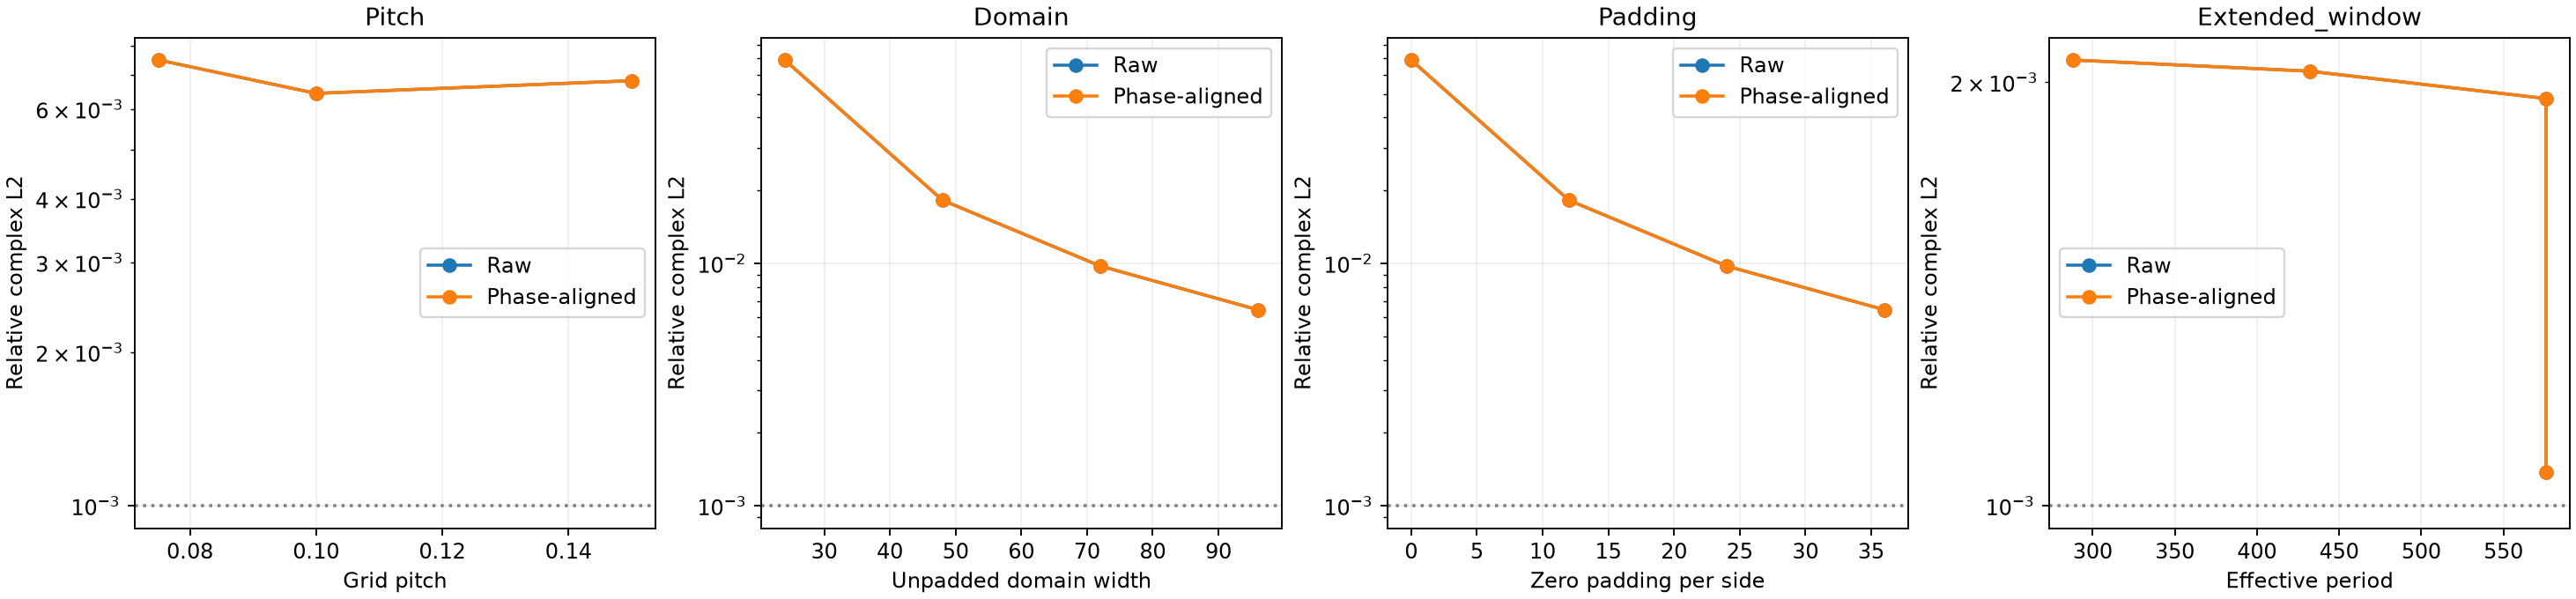 Pitch
Relative complex L2
6 × 10⁻³
4 × 10⁻³
3 × 10⁻³
2 × 10⁻³
10⁻³
Raw
Phase-aligned
0.08 0.10 0.12 0.14
Grid pitch
Domain
Relative complex L2
10⁻²
10⁻³
Raw
Phase-aligned
30 40 50 60 70 80 90
Unpadded domain width
Padding
Relative complex L2
10⁻²
10⁻³
Raw
Phase-aligned
0 5 10 15 20 25 30 35
Zero padding per side
Extended_window
Relative complex L2
2 × 10⁻³
10⁻³
Raw
Phase-aligned
300 350 400 450 500 550
Effective period